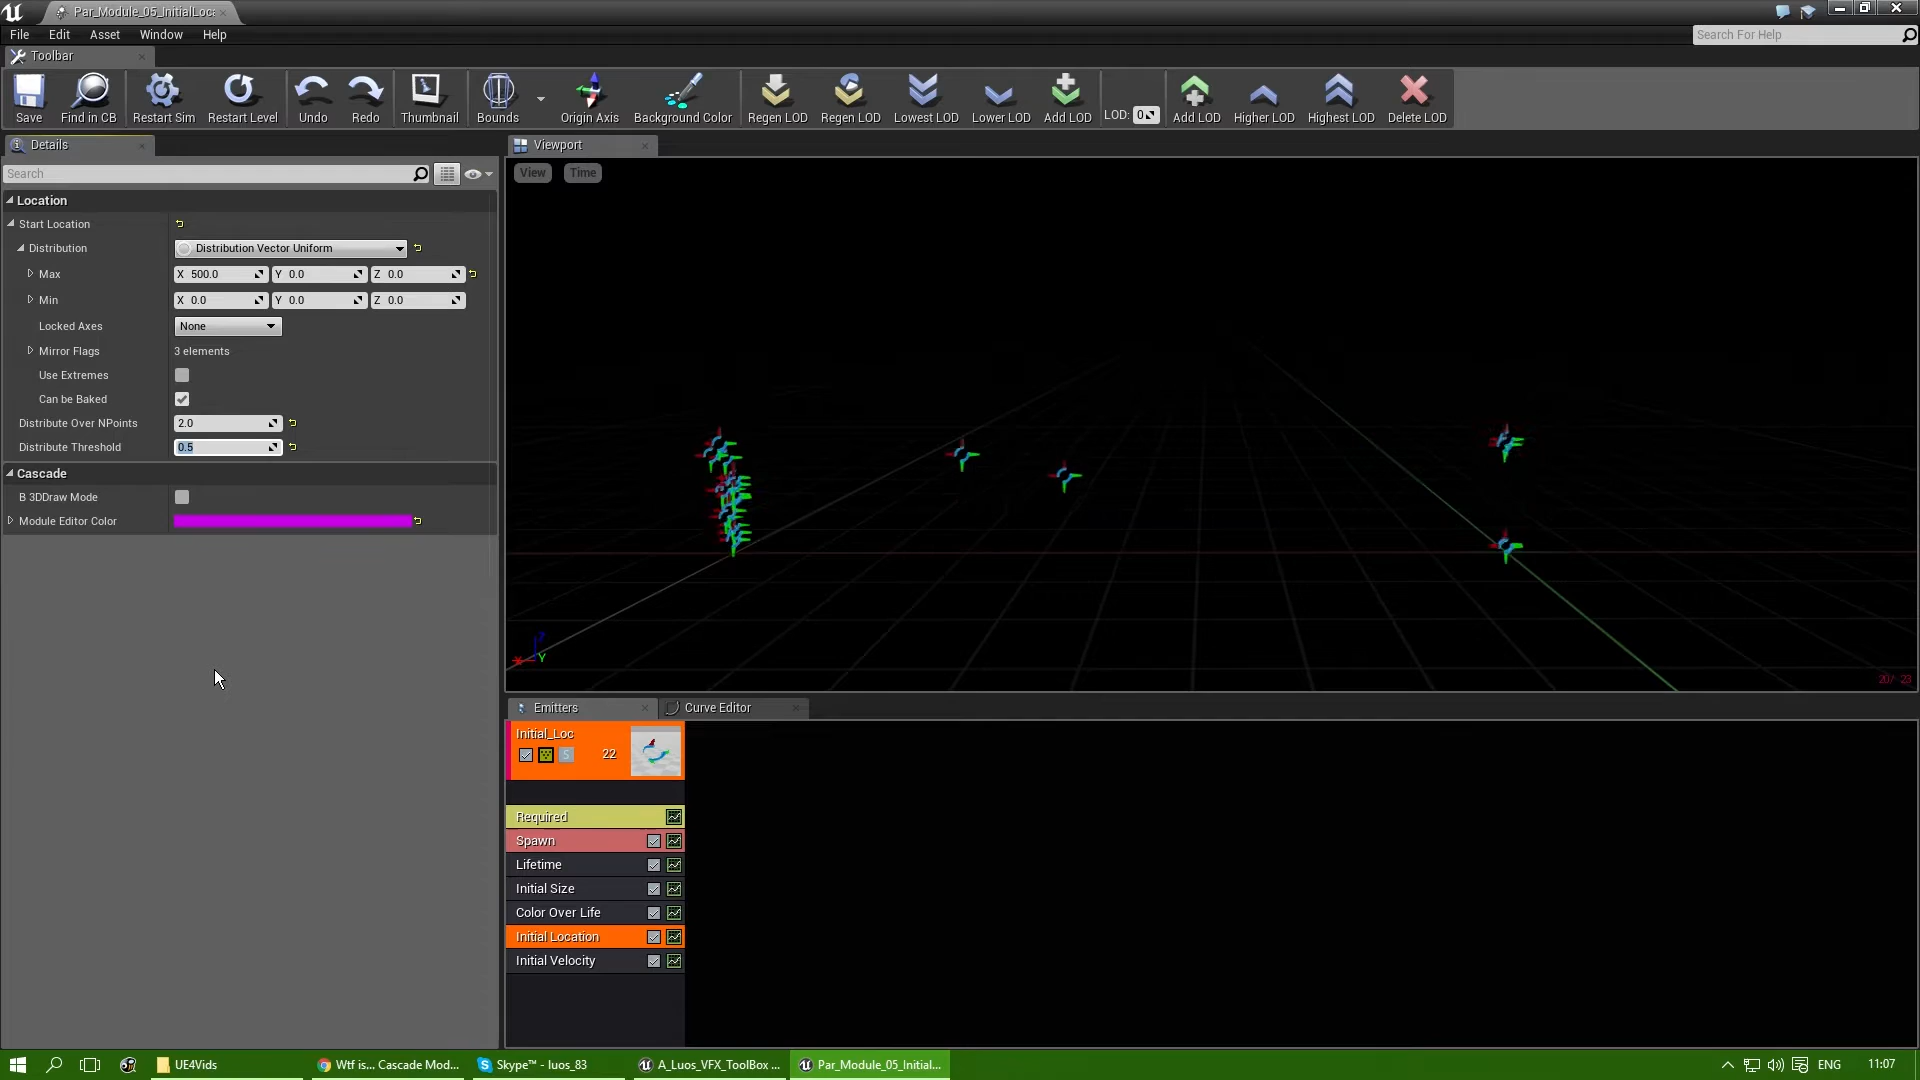 Par_Module_05_InitialLoc
File Edit Asset Window Help
Search For Help
Toolbar
Save Find in CB Restart Sim Restart Level Undo Redo Thumbnail Bounds Origin Axis Background Color Regen LOD Regen LOD Lowest LOD Lower LOD Add LOD LOD: 0 Add LOD Higher LOD Highest LOD Delete LOD
Details
Search
Location
Start Location
Distribution Distribution Vector Uniform
Max X 500.0 Y 0.0 Z 0.0
Min X 0.0 Y 0.0 Z 0.0
Locked Axes None
Mirror Flags 3 elements
Use Extremes
Can be Baked
Distribute Over NPoints 2.0
Distribute Threshold 0.5
Cascade
B 3DDraw Mode
Module Editor Color
Viewport
View Time
Z
X Y
20/ 23
Emitters Curve Editor
Initial_Loc
S 22
Required
Spawn
Lifetime
Initial Size
Color Over Life
Initial Location
Initial Velocity
UE4Vids Wtf is... Cascade Mod... Skype™ - luos_83 A_Luos_VFX_ToolBox ... Par_Module_05_Initial... ENG 11:07